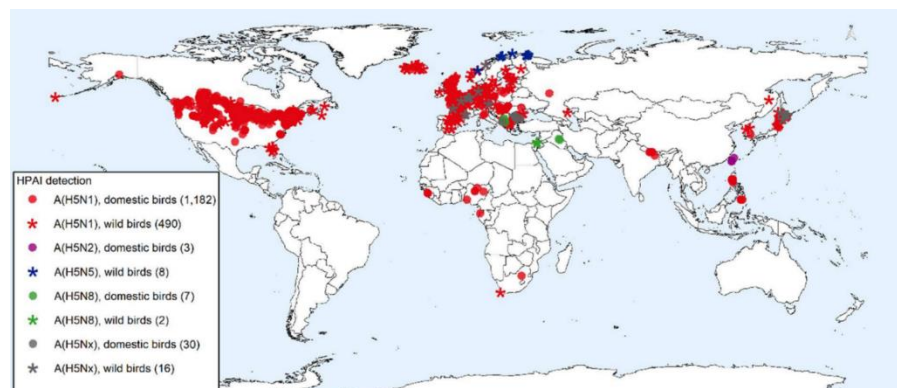 N
HPAI detection
A(H5N1), domestic birds (1,182)
A(H5N1), wild birds (490)
A(H5N2), domestic birds (3)
A(H5N5), wild birds (8)
A(H5N8), domestic birds (7)
A(H5N8), wild birds (2)
A(H5Nx), domestic birds (30)
A(H5Nx), wild birds (16)